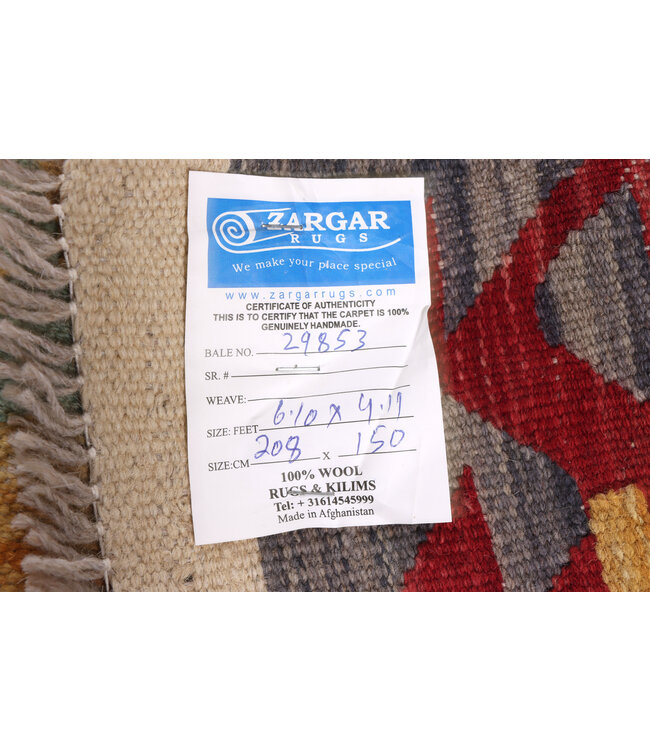 ZARGAR
RUGS
We make your place special
www.zargarrugs.com
CERTIFICATE OF AUTHENTICITY
THIS IS TO CERTIFY THAT THE CARPET IS 100%
GENUINELY HANDMADE.
BALE NO. 29853
SR. #
WEAVE:
SIZE: FEET 6.10 x 4.11
SIZE: CM 208 x 150
100% WOOL
RUGS & KILIMS
Tel: + 31614545999
Made in Afghanistan